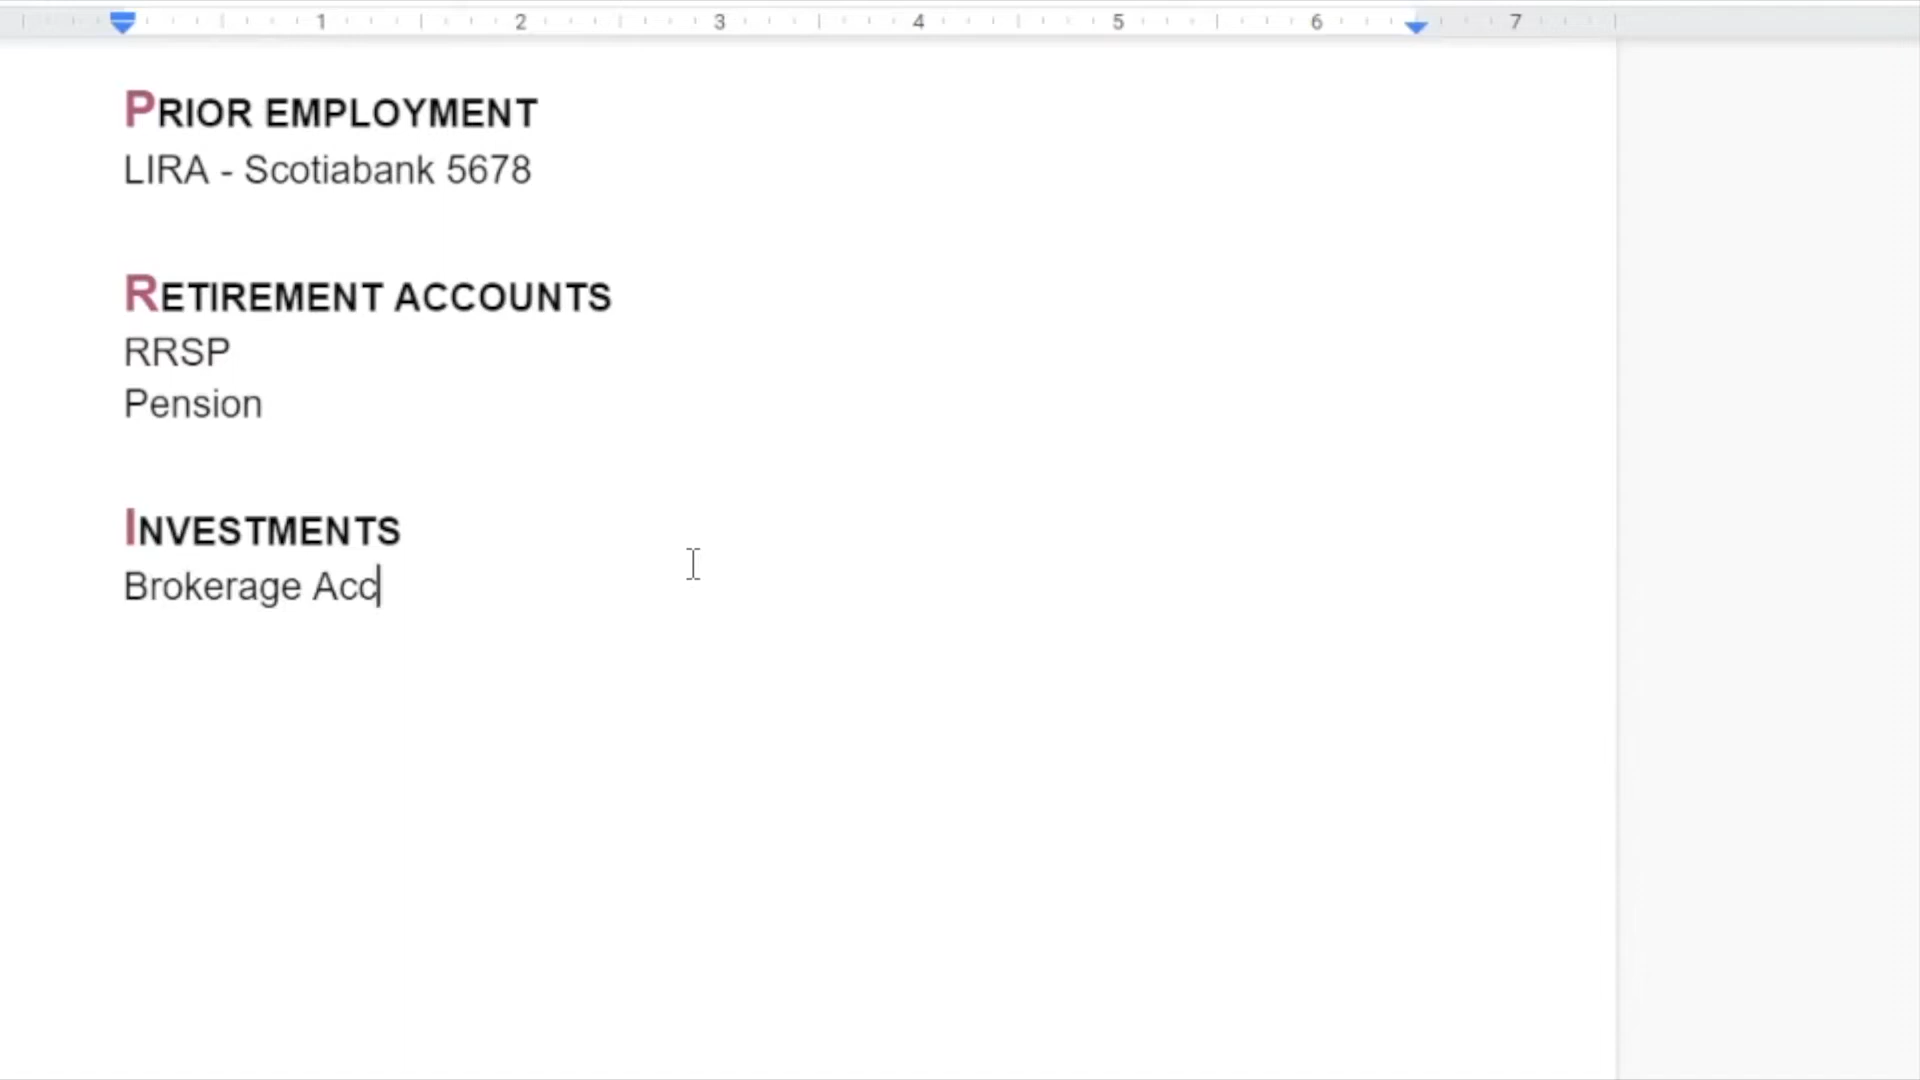 1 2 3 4 5 6 7
PRIOR EMPLOYMENT
LIRA - Scotiabank 5678
RETIREMENT ACCOUNTS
RRSP
Pension
INVESTMENTS
Brokerage Acc